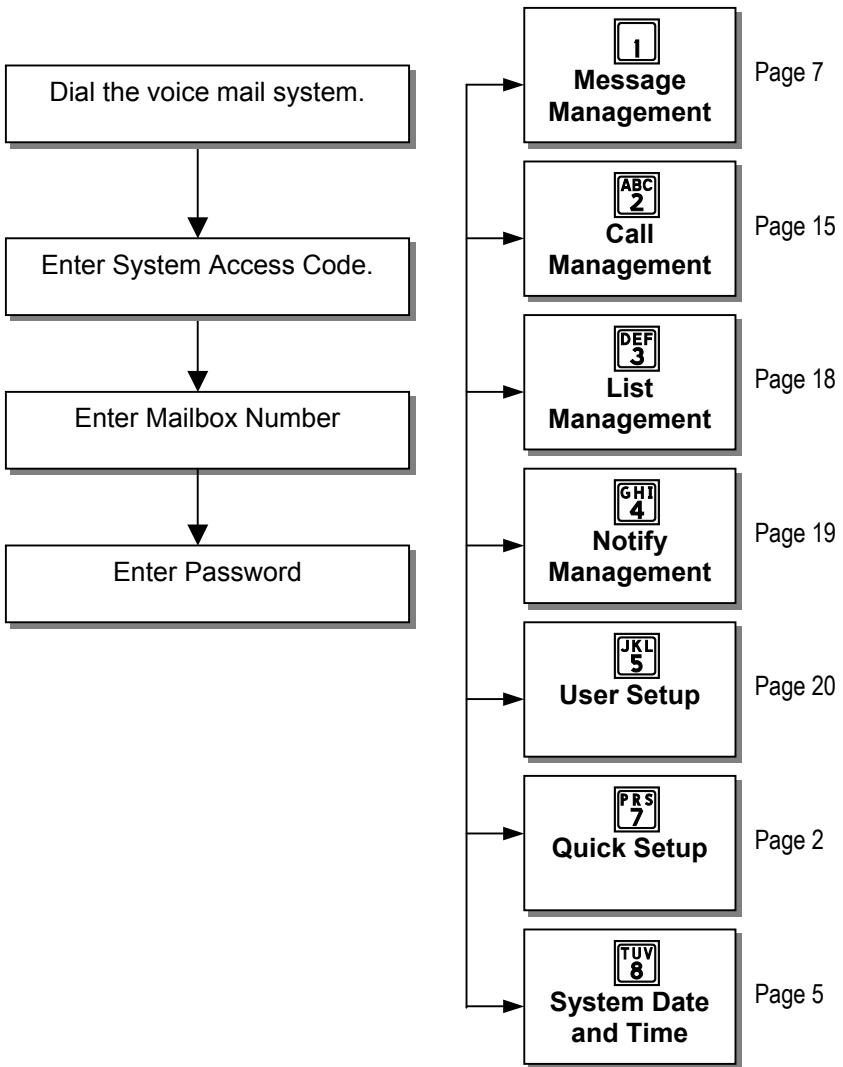 Dial the voice mail system.
Enter System Access Code.
Enter Mailbox Number
Enter Password
1
Message
Management
Page 7
ABC
2
Call
Management
Page 15
DEF
3
List
Management
Page 18
GHI
4
Notify
Management
Page 19
JKL
5
User Setup
Page 20
PRS
7
Quick Setup
Page 2
TUV
8
System Date
and Time
Page 5